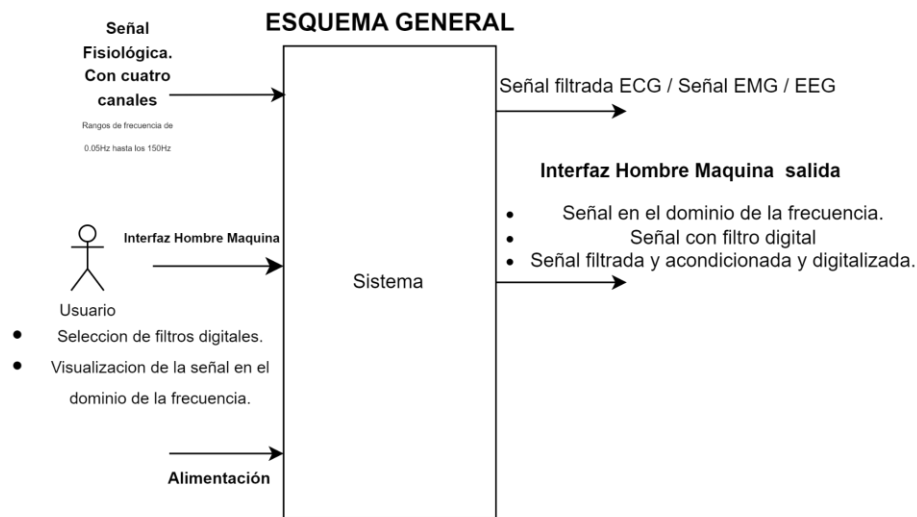 ESQUEMA GENERAL
Señal
Fisiológica.
Con cuatro
canales
Rangos de frecuencia de
0.05Hz hasta los 150Hz
Interfaz Hombre Maquina
Usuario
• Seleccion de filtros digitales.
• Visualizacion de la señal en el
dominio de la frecuencia.
Alimentación
Sistema
Señal filtrada ECG / Señal EMG / EEG
Interfaz Hombre Maquina salida
• Señal en el dominio de la frecuencia.
• Señal con filtro digital
• Señal filtrada y acondicionada y digitalizada.